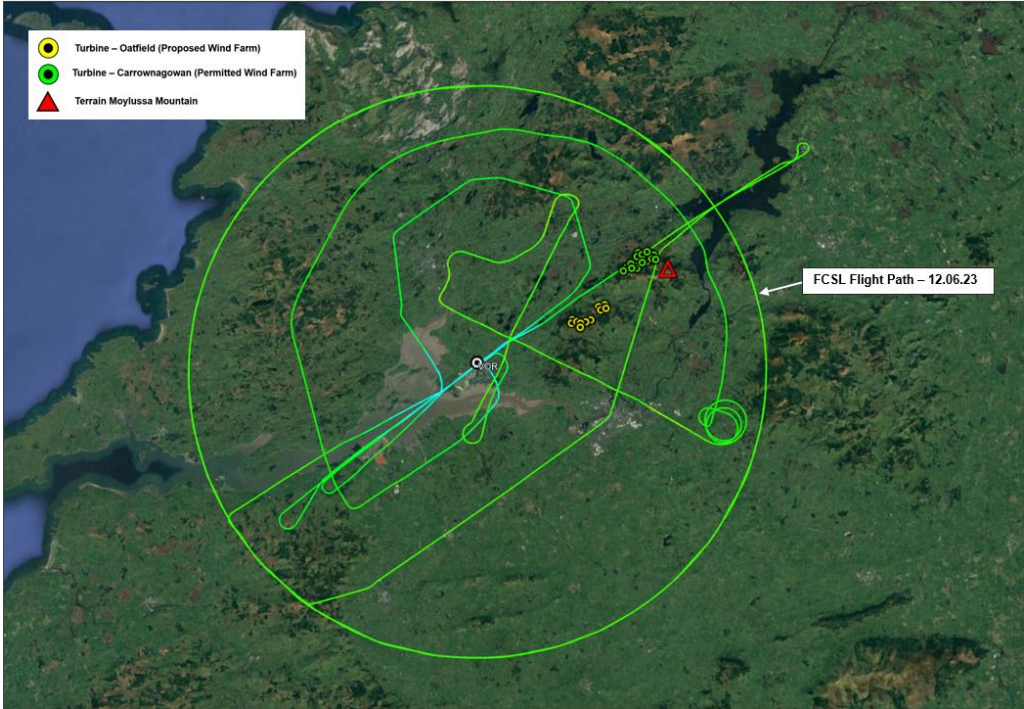 Turbine – Oatfield (Proposed Wind Farm)
Turbine – Carrownagowan (Permitted Wind Farm)
Terrain Moylussa Mountain
FCSL Flight Path – 12.06.23
VOR